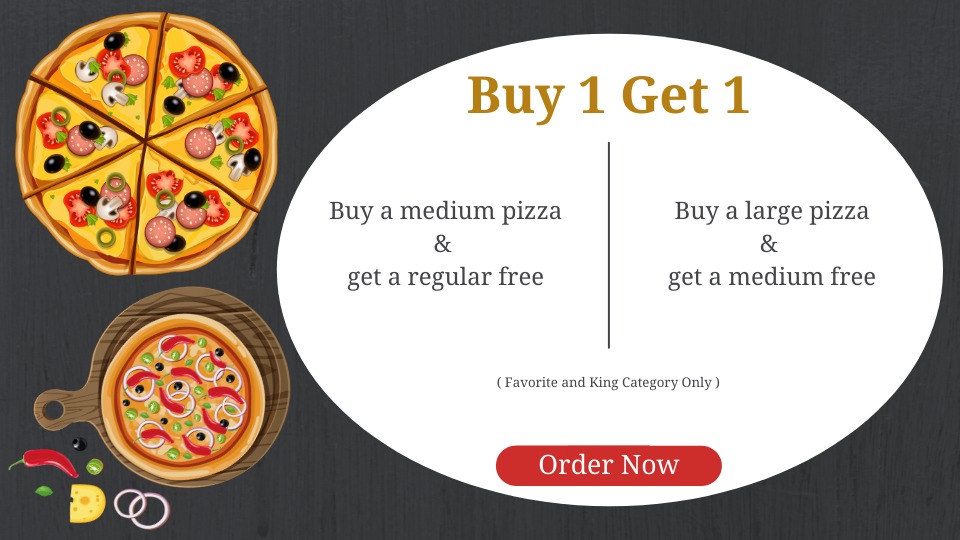 Buy 1 Get 1
Buy a medium pizza
&
get a regular free
Buy a large pizza
&
get a medium free
( Favorite and King Category Only )
Order Now